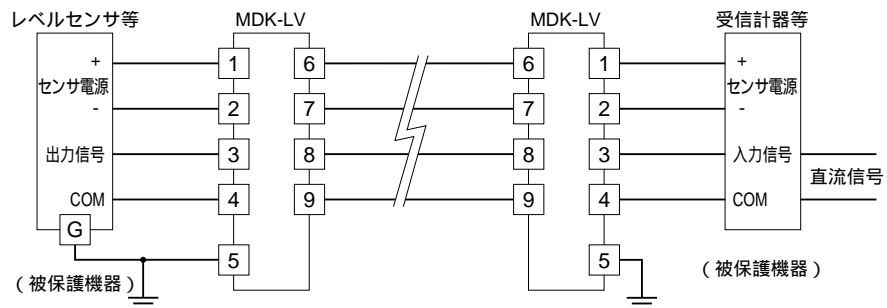 レベルセンサ等 MDK-LV MDK-LV 受信計器等
+ 1 6 6 1 +
センサ電源 センサ電源
- 2 7 7 2 -
出力信号 3 8 8 3 入力信号
直流信号
COM 4 9 9 4 COM
G 5 5
(被保護機器) (被保護機器)